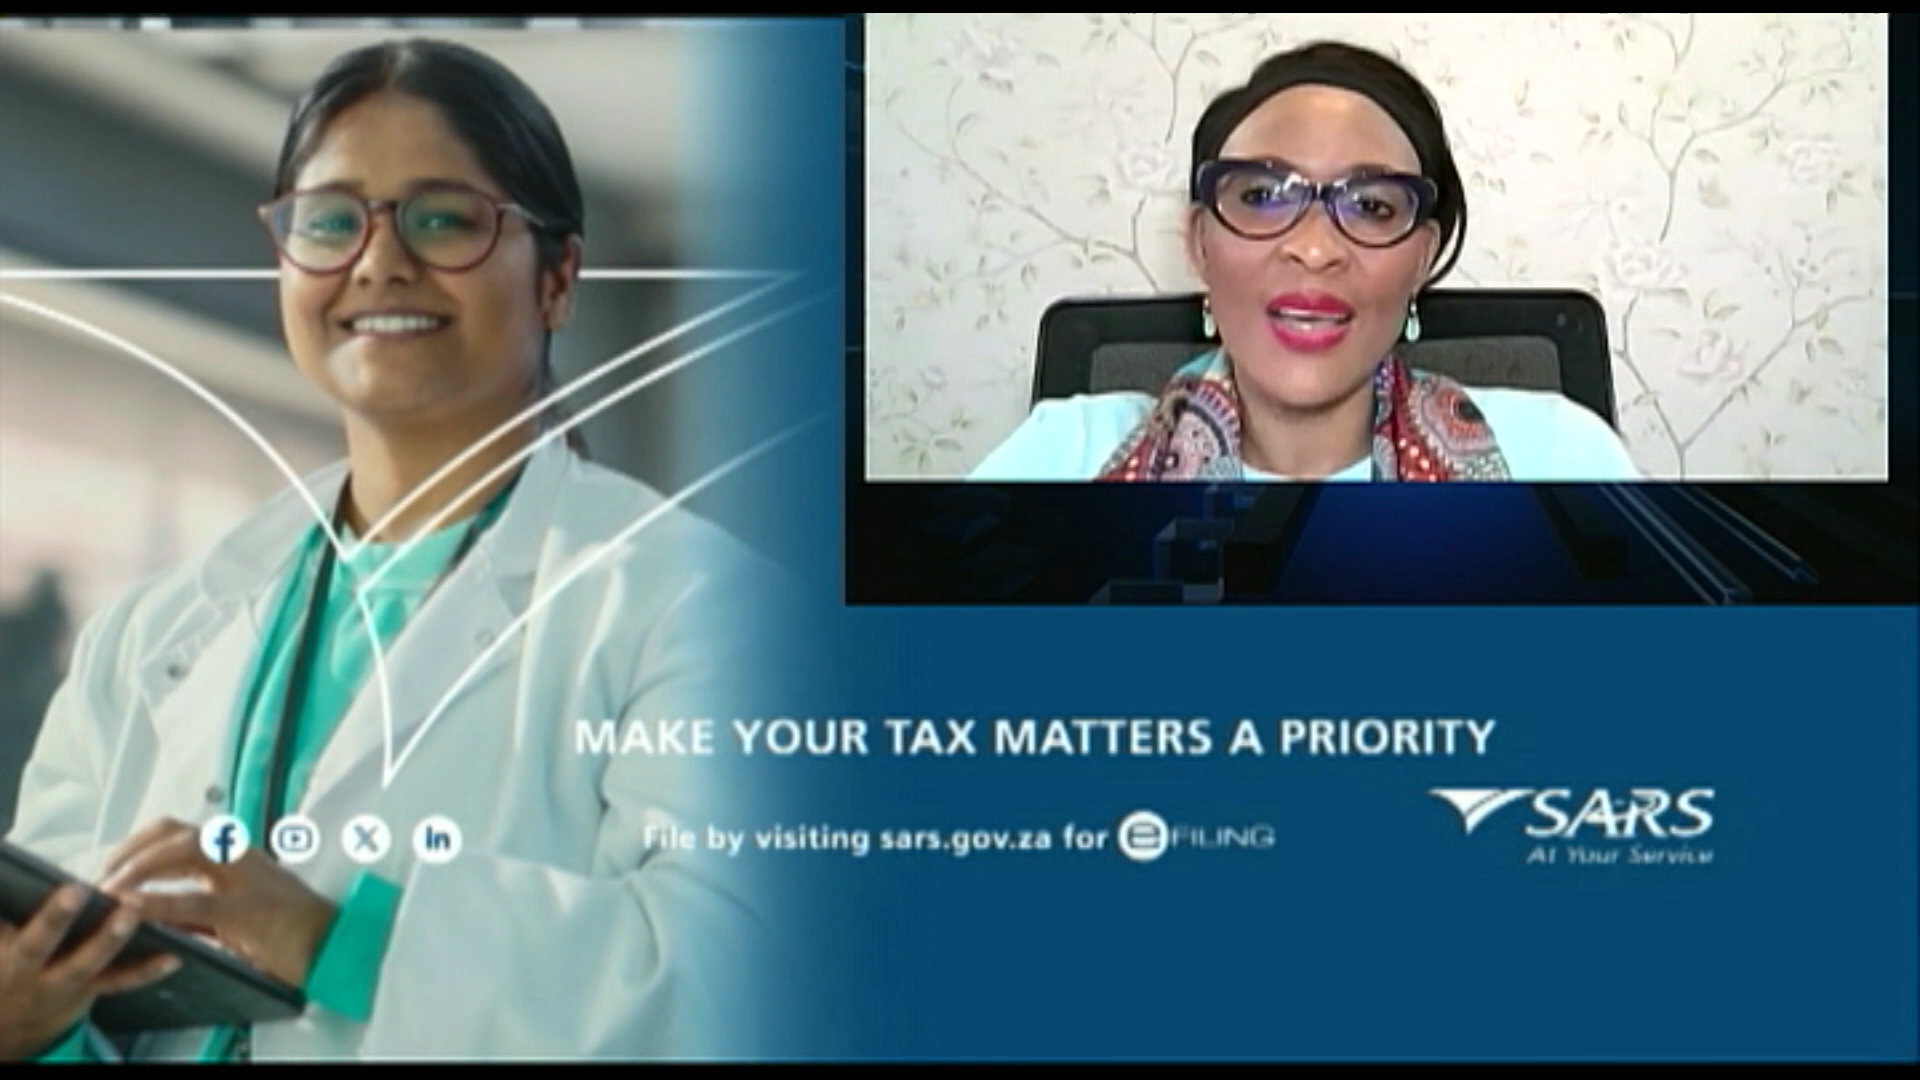 MAKE YOUR TAX MATTERS A PRIORITY
File by visiting sars.gov.za for eFILING
SARS
At Your Service